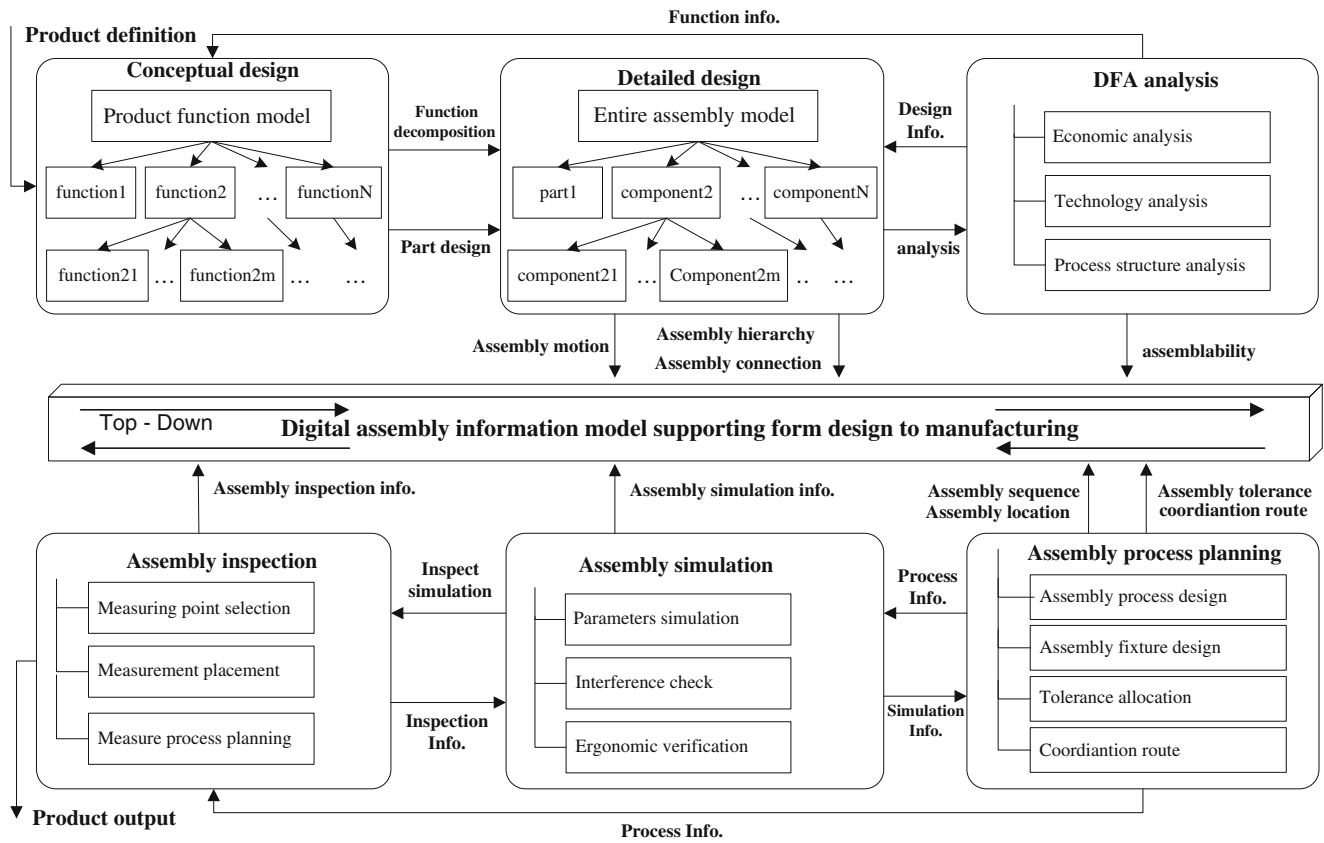 Function info.
Product definition
Conceptual design
Product function model
function1
function2
...
functionN
function21
...
function2m
...
...
Function
decomposition
Part design
Detailed design
Entire assembly model
part1
component2
...
componentN
component21
...
Component2m
..
...
Design
Info.
analysis
DFA analysis
Economic analysis
Technology analysis
Process structure analysis
Assembly motion
Assembly hierarchy
Assembly connection
assemblability
Top - Down
Digital assembly information model supporting form design to manufacturing
Assembly inspection info.
Assembly simulation info.
Assembly sequence
Assembly location
Assembly tolerance
coordiantion route
Assembly inspection
Measuring point selection
Measurement placement
Measure process planning
Inspect
simulation
Inspection
Info.
Assembly simulation
Parameters simulation
Interference check
Ergonomic verification
Process
Info.
Simulation
Info.
Assembly process planning
Assembly process design
Assembly fixture design
Tolerance allocation
Coordiantion route
Product output
Process Info.